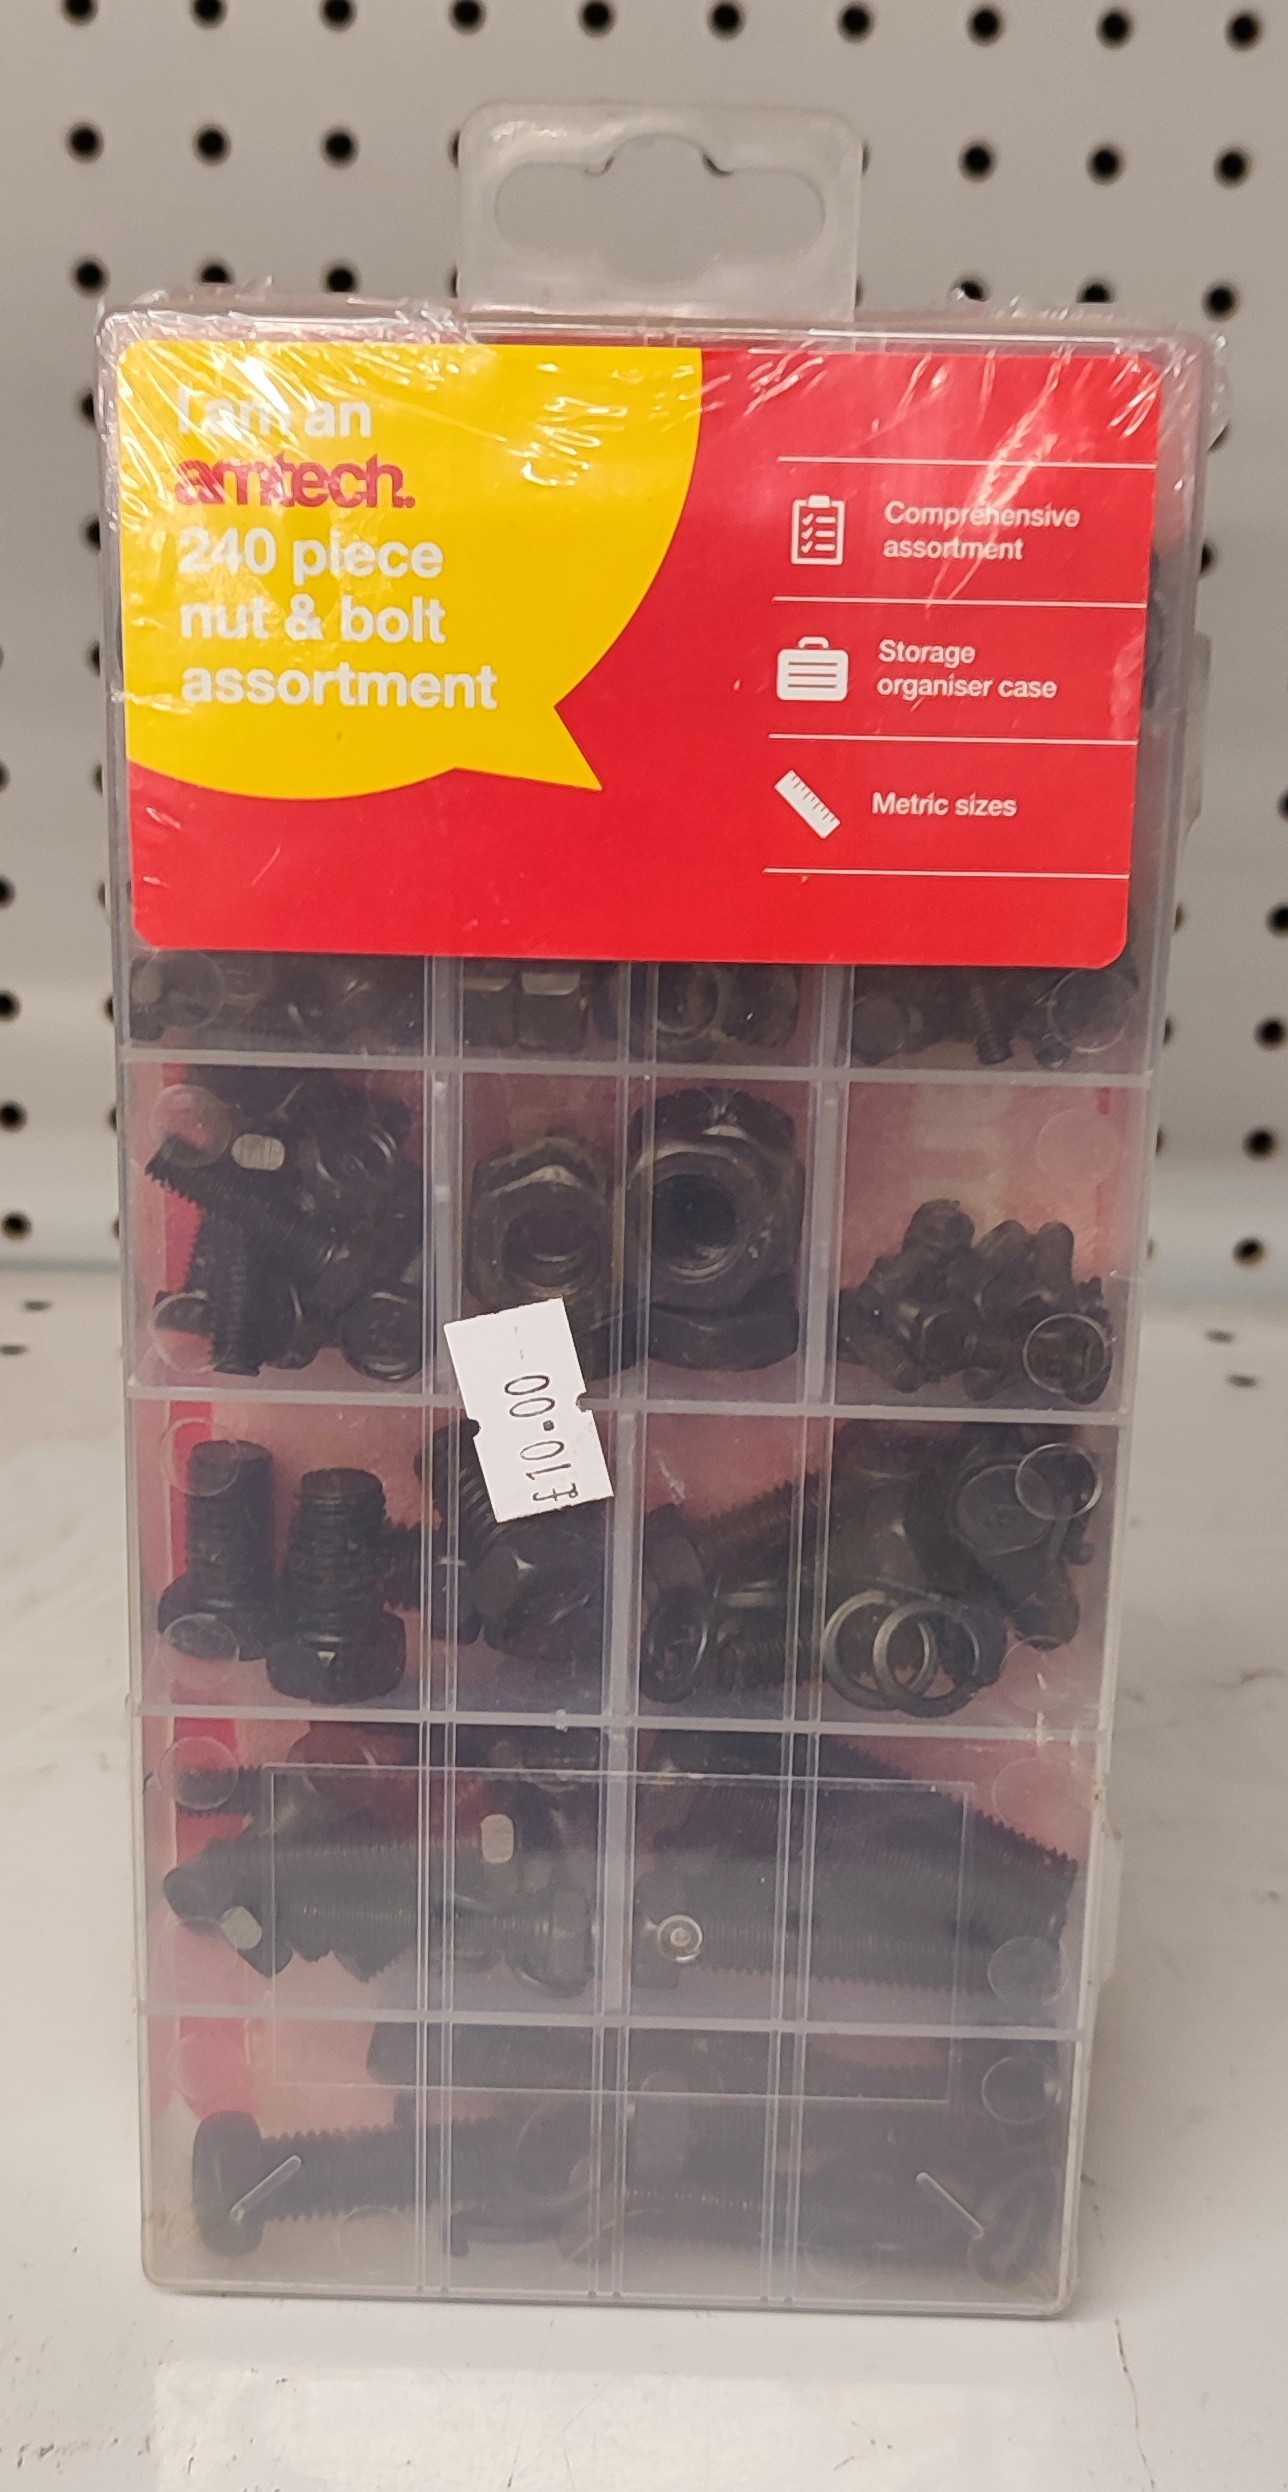 I am an
amtech.
240 piece
nut & bolt
assortment
Comprehensive
assortment
Storage
organiser case
Metric sizes
£10.00